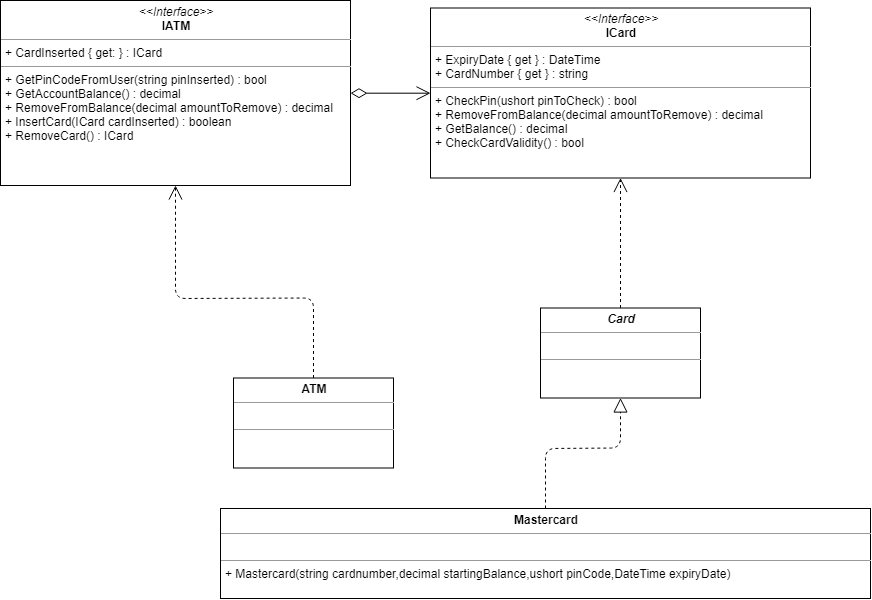 <<Interface>>
IATM
+ CardInserted { get: } : ICard
+ GetPinCodeFromUser(string pinInserted) : bool
+ GetAccountBalance() : decimal
+ RemoveFromBalance(decimal amountToRemove) : decimal
+ InsertCard(ICard cardInserted) : boolean
+ RemoveCard() : ICard
<<Interface>>
ICard
+ ExpiryDate { get } : DateTime
+ CardNumber { get } : string
+ CheckPin(ushort pinToCheck) : bool
+ RemoveFromBalance(decimal amountToRemove) : decimal
+ GetBalance() : decimal
+ CheckCardValidity() : bool
Card
ATM
Mastercard
+ Mastercard(string cardnumber,decimal startingBalance,ushort pinCode,DateTime expiryDate)